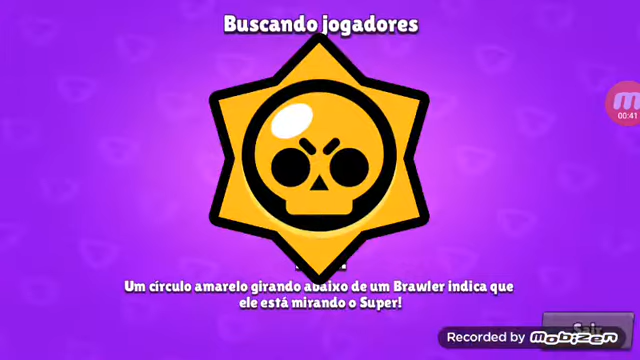 Buscando jogadores
00:41
Um círculo amarelo girando abaixo de um Brawler indica que
ele está mirando o Super!
Sair
Recorded by mobizen